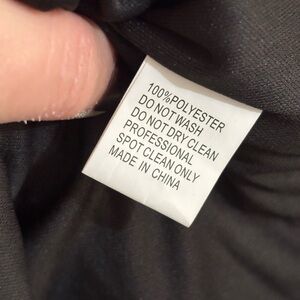 100%POLYESTER
DO NOT WASH
DO NOT DRY CLEAN
PROFESSIONAL
SPOT CLEAN ONLY
MADE IN CHINA